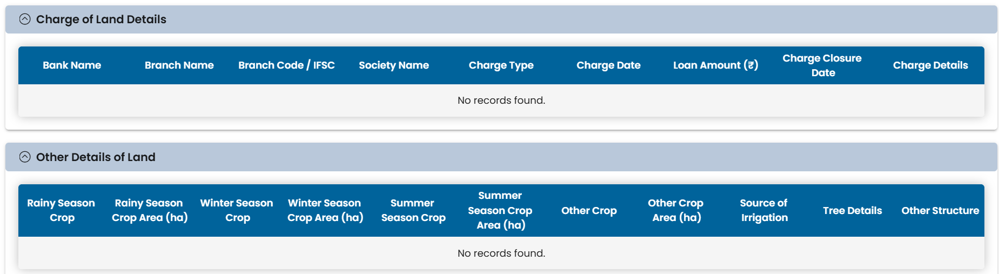 Charge of Land Details
Bank Name
Branch Name
Branch Code / IFSC
Society Name
Charge Type
Charge Date
Loan Amount (₹)
Charge Closure
Date
Charge Details
No records found.
Other Details of Land
Rainy Season
Crop
Rainy Season
Crop Area (ha)
Winter Season
Crop
Winter Season
Crop Area (ha)
Summer
Season Crop
Summer
Season Crop
Area (ha)
Other Crop
Other Crop
Area (ha)
Source of
Irrigation
Tree Details
Other Structure
No records found.